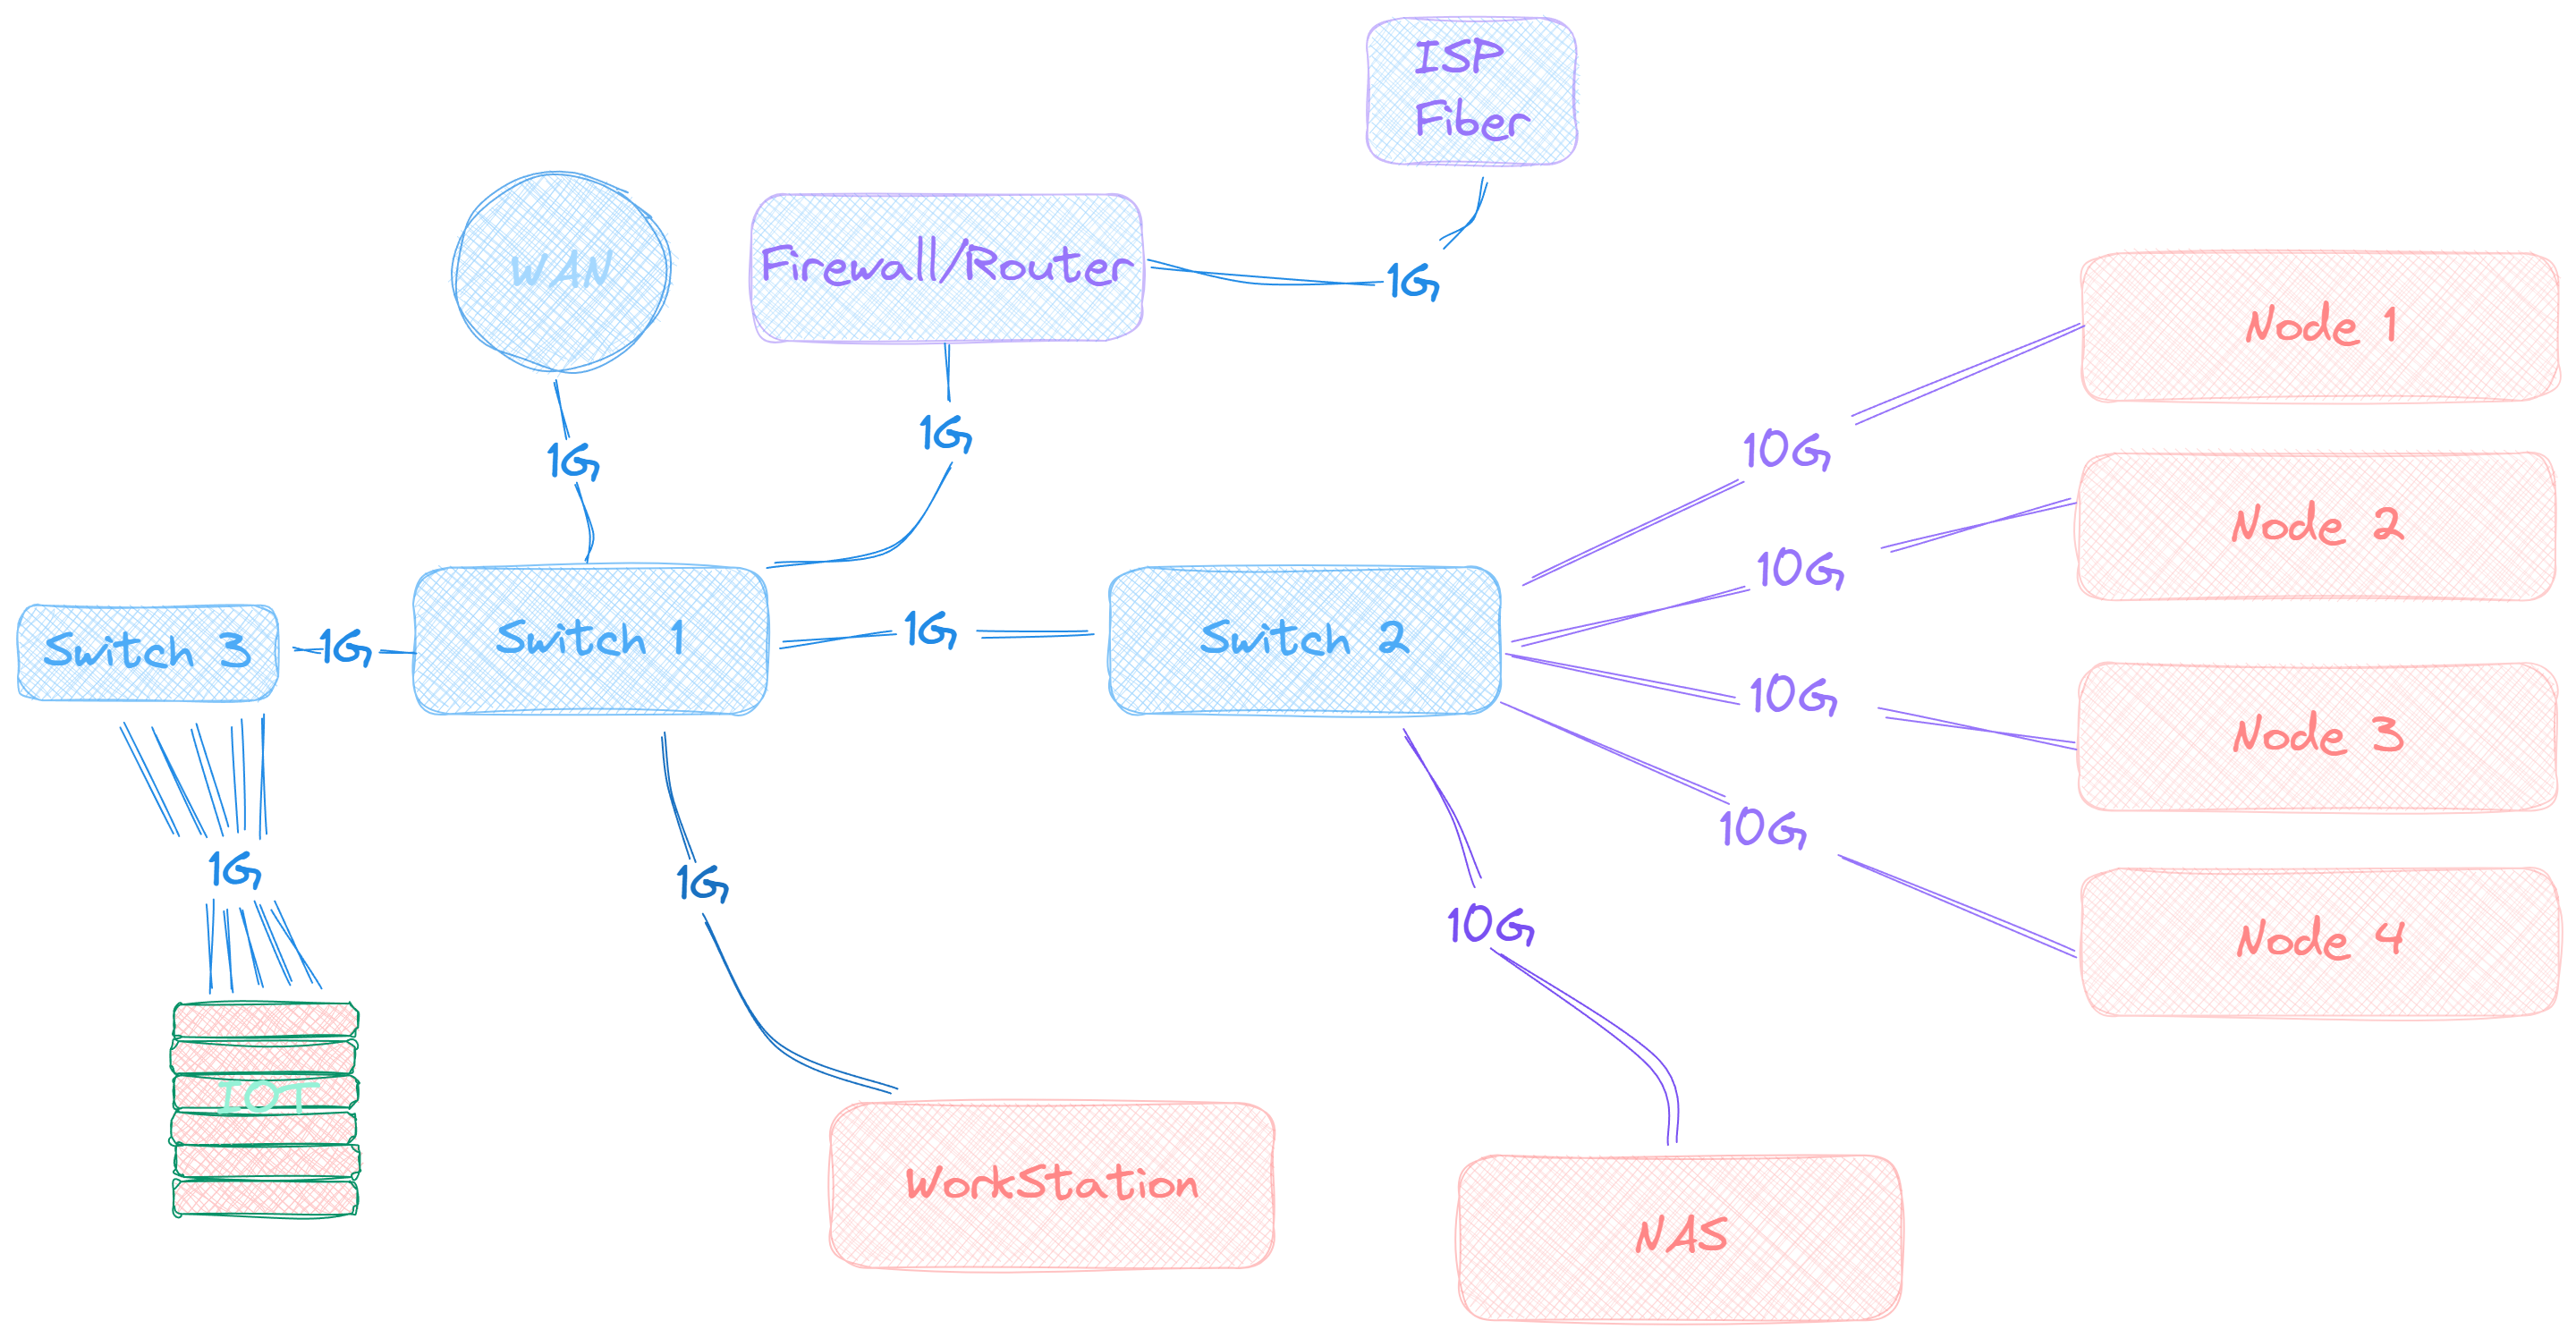 ISP
Fiber
WAN
Firewall/Router
1G
1G
1G
10G
Node 1
10G
Node 2
Switch 3
1G
Switch 1
1G
Switch 2
10G
Node 3
1G
1G
10G
10G
Node 4
IOT
WorkStation
NAS